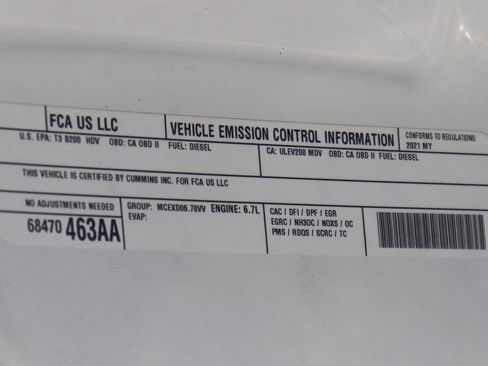 FCA US LLC
VEHICLE EMISSION CONTROL INFORMATION
CONFORMS TO REGULATIONS:
2021 MY
U.S. EPA: T3 B200 HDV OBD: CA OBD II FUEL: DIESEL
CA: ULEV200 MDV OBD: CA OBD II FUEL: DIESEL
THIS VEHICLE IS CERTIFIED BY CUMMINS INC. FOR FCA US LLC
NO ADJUSTMENTS NEEDED
68470 463AA
GROUP: MCEXD06.78VV ENGINE: 6.7L
EVAP:
CAC / DFI / DPF / EGR
EGRC / NH3OC / NOXS / OC
PMS / RDQS / SCRC / TC